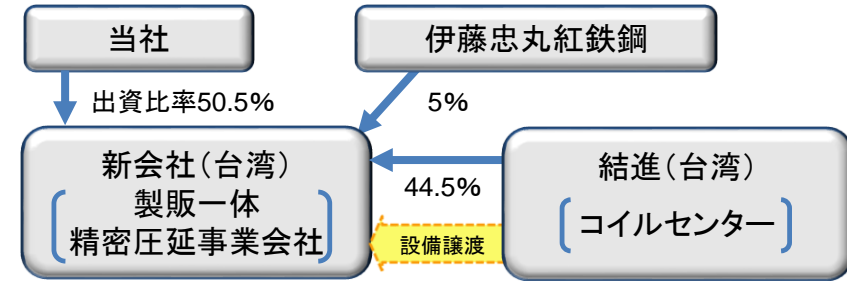 当社
伊藤忠丸紅鉄鋼
出資比率50.5%
5%
新会社（台湾）
製販一体
精密圧延事業会社
44.5%
設備譲渡
結進（台湾）
コイルセンター